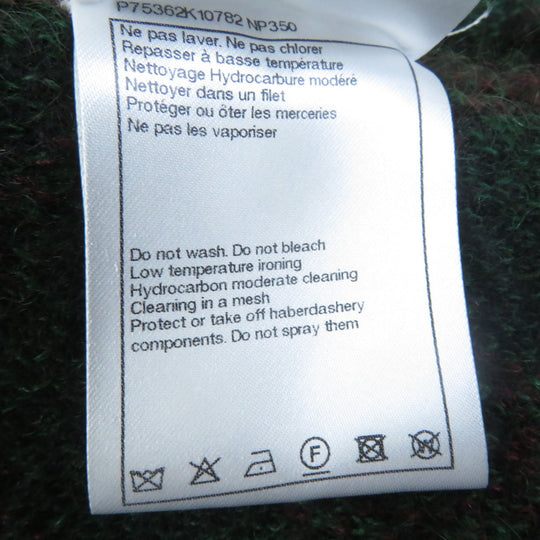 P75362K10782 NP350
Ne pas laver. Ne pas chlorer
Repasser à basse température
Nettoyage Hydrocarbure modéré
Nettoyer dans un filet
Protéger ou ôter les merceries
Ne pas les vaporiser
Do not wash. Do not bleach
Low temperature ironing
Hydrocarbon moderate cleaning
Cleaning in a mesh
Protect or take off haberdashery
components. Do not spray them
F W